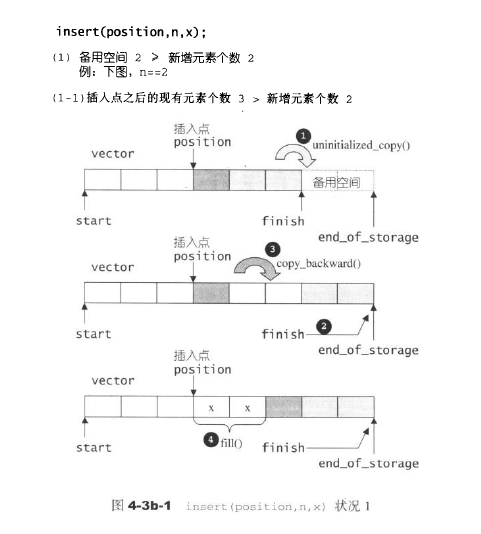 insert(position,n,x);
(1) 备用空间 2 ≥ 新增元素个数 2
例: 下图, n==2
(1-1)插入点之后的现有元素个数 3 > 新增元素个数 2
插入点
position
1
uninitialized_copy()
vector
备用空间
start
finish
end_of_storage
插入点
position
3
copy_backward()
vector
start
finish
2
end_of_storage
插入点
position
vector
x x
4 fill()
start
finish
end_of_storage
图 4-3b-1 insert(position,n,x) 状况 1